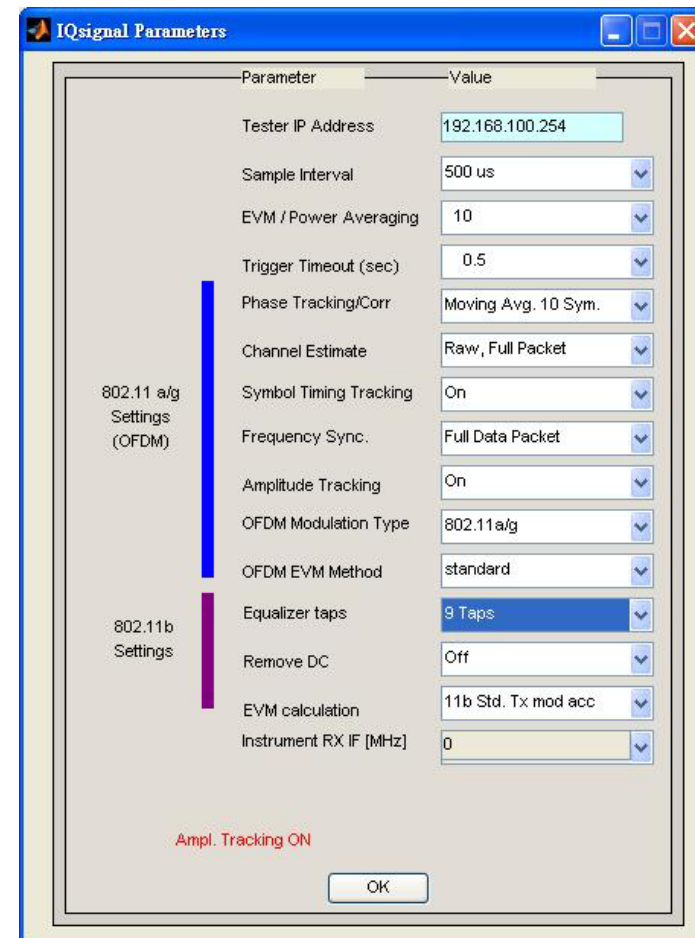 IQsignal Parameters
Parameter Value
Tester IP Address 192.168.100.254
Sample Interval 500 us
EVM / Power Averaging 10
Trigger Timeout (sec) 0.5
802.11 a/g
Settings
(OFDM)
Phase Tracking/Corr Moving Avg. 10 Sym.
Channel Estimate Raw, Full Packet
Symbol Timing Tracking On
Frequency Sync. Full Data Packet
Amplitude Tracking On
OFDM Modulation Type 802.11a/g
OFDM EVM Method standard
802.11b
Settings
Equalizer taps 9 Taps
Remove DC Off
EVM calculation 11b Std. Tx mod acc
Instrument RX IF [MHz] 0
Ampl. Tracking ON
OK